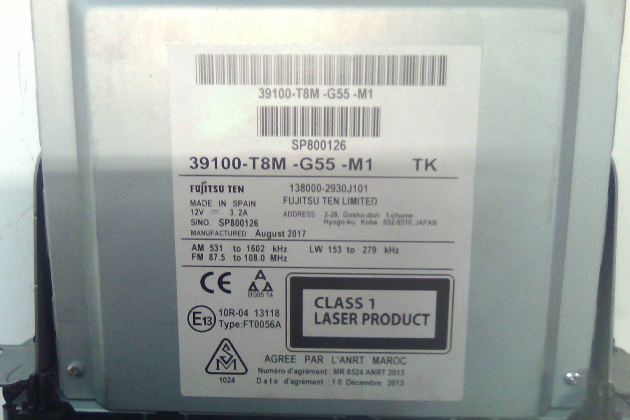 39100-T8M -G55 -M1
SP800126
39100-T8M -G55 -M1 TK
FUJITSU TEN 138000-2930J101
MADE IN SPAIN FUJITSU TEN LIMITED
12V 3.2A ADDRESS 2-28, Gosho-dori 1-chome
Hyogo-ku, Kobe 652-8510, JAPAN
S/NO. SP800126
MANUFACTURED August 2017
AM 531 to 1602 kHz LW 153 to 279 kHz
FM 87.5 to 108.0 MHz
CE
A A A
III005 14
CLASS 1
LASER PRODUCT
E13 10R-04 13118
Type:FT0056A
1024
AGREE PAR L'ANRT MAROC
Numéro d'agrément: MR 8524 ANRT 2013
Date d'agrément: 10 Décembre 2013